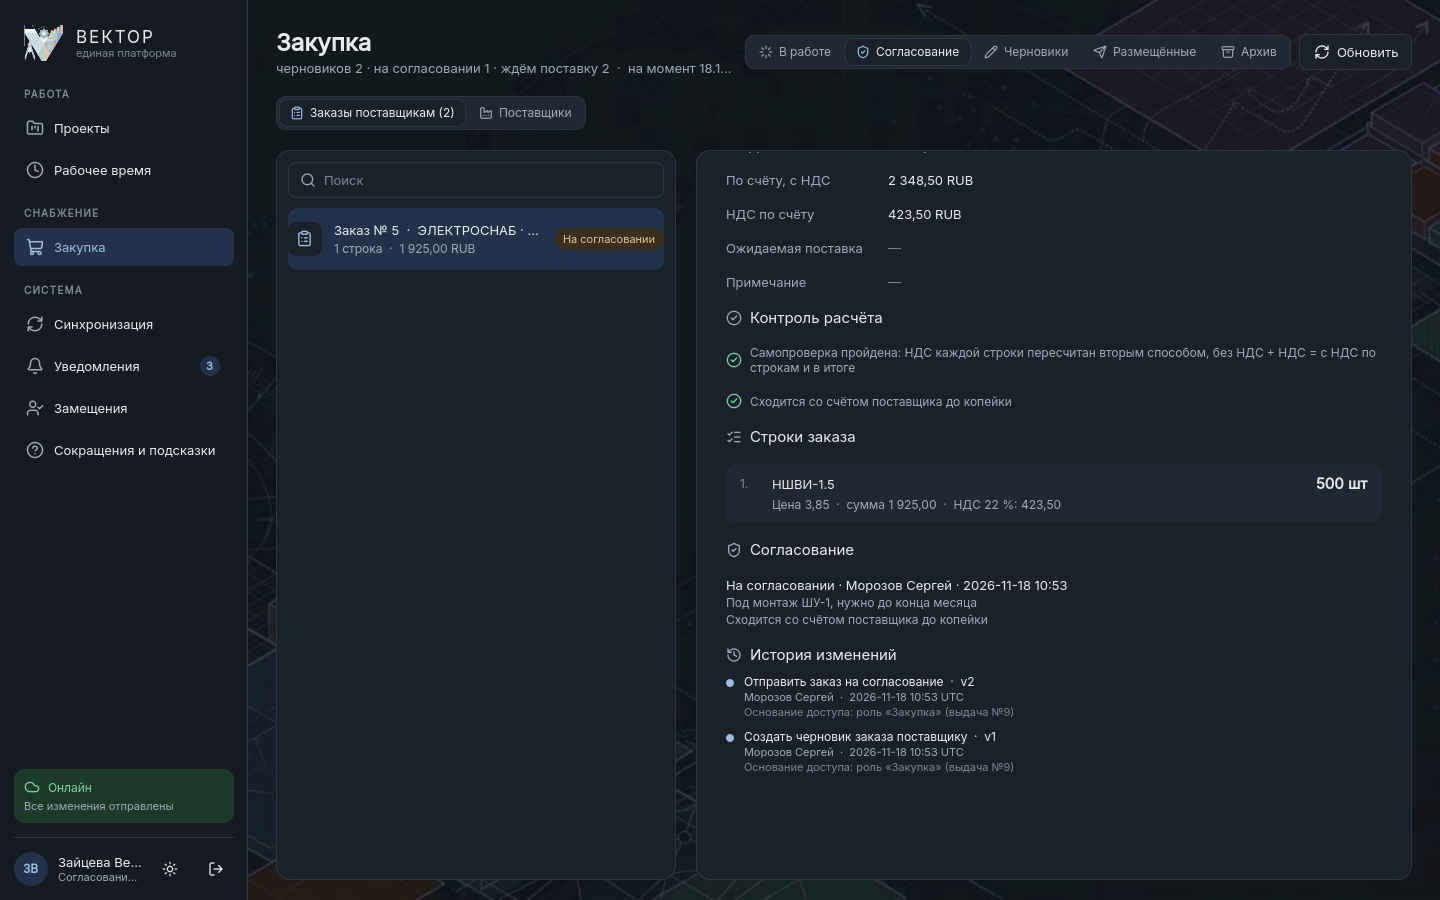 ВЕКТОР
единая платформа
РАБОТА
Проекты
Рабочее время
СНАБЖЕНИЕ
Закупка
СИСТЕМА
Синхронизация
Уведомления 3
Замещения
Сокращения и подсказки
Онлайн
Все изменения отправлены
ЗВ
Зайцева Ве...
Согласовани...
Закупка
черновиков 2 · на согласовании 1 · ждём поставку 2 · на момент 18.1...
В работе
Согласование
Черновики
Размещённые
Архив
Обновить
Заказы поставщикам (2)
Поставщики
Поиск
Заказ № 5 · ЭЛЕКТРОСНАБ · ...
1 строка · 1 925,00 RUB
На согласовании
По счёту, с НДС 2 348,50 RUB
НДС по счёту 423,50 RUB
Ожидаемая поставка —
Примечание —
Контроль расчёта
Самопроверка пройдена: НДС каждой строки пересчитан вторым способом, без НДС + НДС = с НДС по
строкам и в итоге
Сходится со счётом поставщика до копейки
Строки заказа
1. НШВИ-1.5 500 шт
Цена 3,85 · сумма 1 925,00 · НДС 22 %: 423,50
Согласование
На согласовании · Морозов Сергей · 2026-11-18 10:53
Под монтаж ШУ-1, нужно до конца месяца
Сходится со счётом поставщика до копейки
История изменений
Отправить заказ на согласование · v2
Морозов Сергей · 2026-11-18 10:53 UTC
Основание доступа: роль «Закупка» (выдача №9)
Создать черновик заказа поставщику · v1
Морозов Сергей · 2026-11-18 10:53 UTC
Основание доступа: роль «Закупка» (выдача №9)